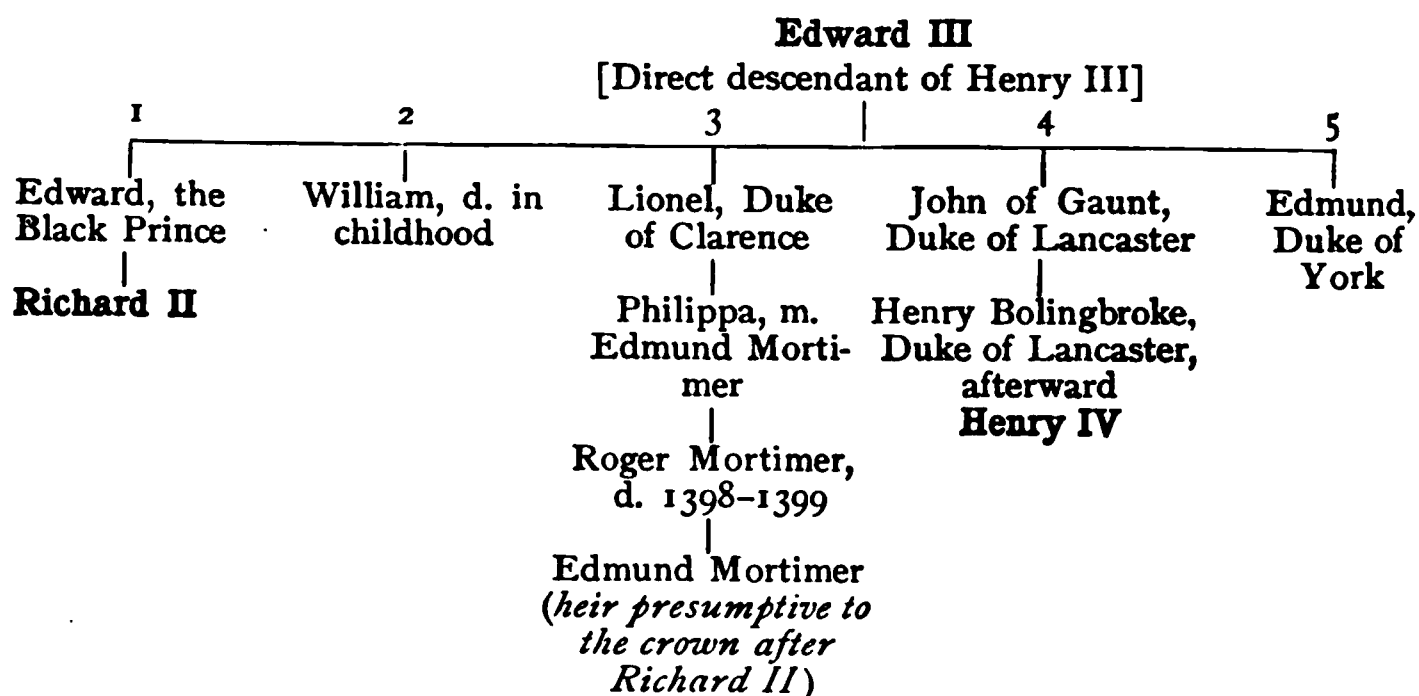 Edward III
[Direct descendant of Henry III]
1 2 3 4 5
Edward, the
Black Prince
Richard II
William, d. in
childhood
Lionel, Duke
of Clarence
Philippa, m.
Edmund Morti-
mer
Roger Mortimer,
d. 1398–1399
Edmund Mortimer
(heir presumptive to
the crown after
Richard II)
John of Gaunt,
Duke of Lancaster
Henry Bolingbroke,
Duke of Lancaster,
afterward
Henry IV
Edmund,
Duke of
York